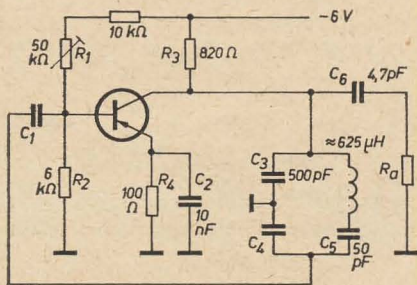 −6 V
10 kΩ
50
kΩ
R1
R3
820 Ω
C6
4,7pF
C1
≈625 µH
C3
500pF
Ra
6
kΩ
R2
100
Ω
R4
C2
10
nF
C4
C5
50
pF